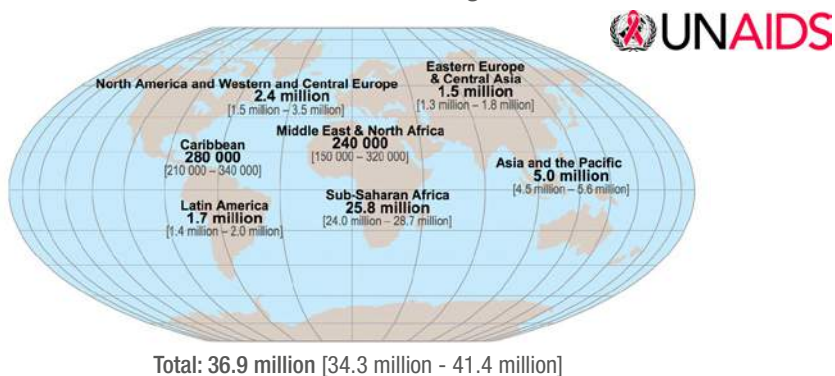 UNAIDS
Eastern Europe
& Central Asia
1.5 million
[1.3 million – 1.8 million]
North America and Western and Central Europe
2.4 million
[1.5 million – 3.5 million]
Middle East & North Africa
240 000
[150 000 – 320 000]
Caribbean
280 000
[210 000 – 340 000]
Asia and the Pacific
5.0 million
[4.5 million – 5.6 million]
Sub-Saharan Africa
25.8 million
[24.0 million – 28.7 million]
Latin America
1.7 million
[1.4 million – 2.0 million]
Total: 36.9 million [34.3 million - 41.4 million]